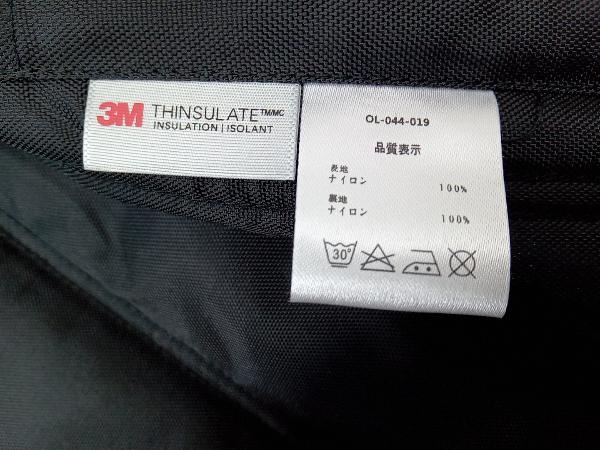 3M THINSULATE™/MC
INSULATION | ISOLANT
OL-044-019
品質表示
表地
ナイロン 100%
裏地
ナイロン 100%
30°